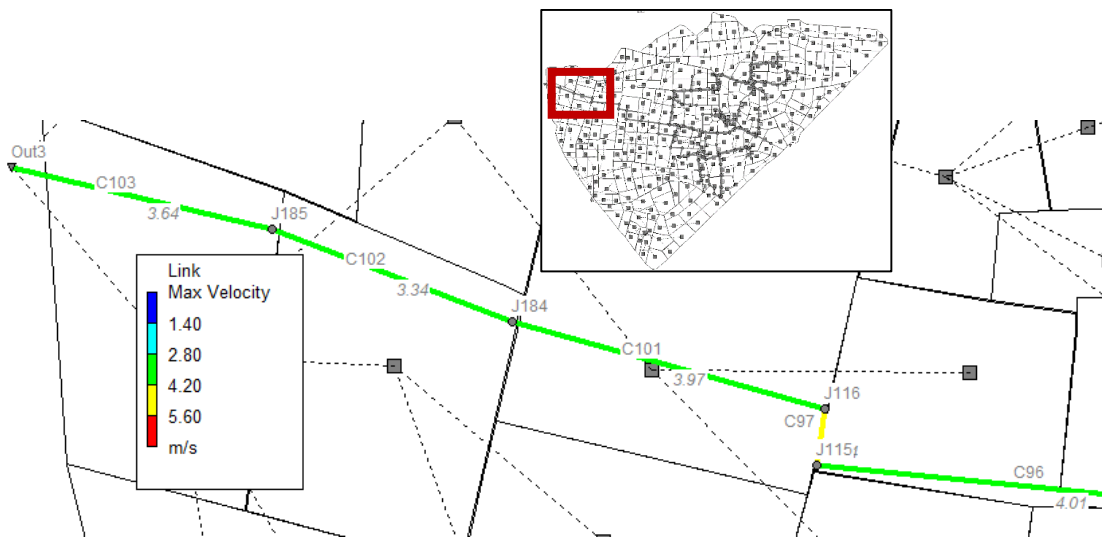 Out3
C103
3.64
J185
C102
3.34
J184
C101
3.97
J116
C97
J115
C96
4.01
Link
Max Velocity
1.40
2.80
4.20
5.60
m/s